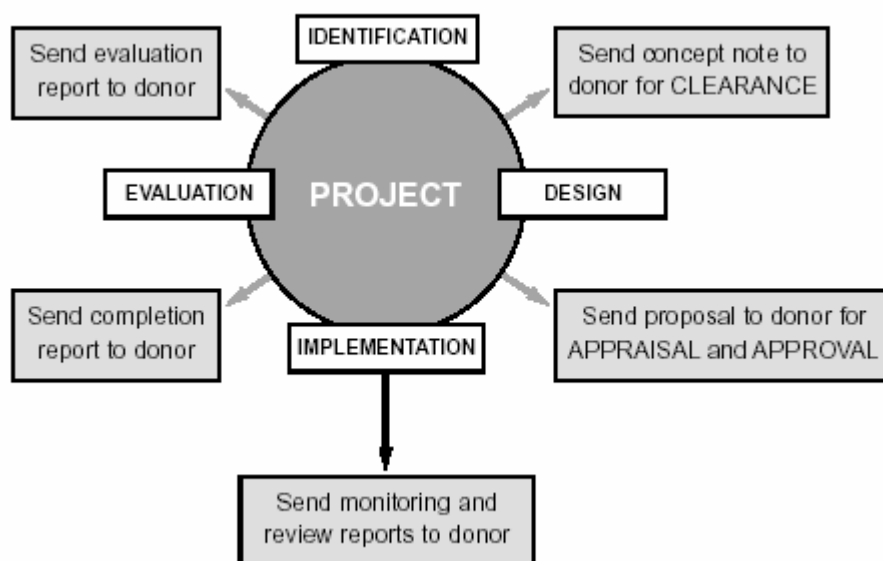 IDENTIFICATION
Send evaluation
report to donor
Send concept note to
donor for CLEARANCE
EVALUATION
PROJECT
DESIGN
Send completion
report to donor
IMPLEMENTATION
Send proposal to donor for
APPRAISAL and APPROVAL
Send monitoring and
review reports to donor